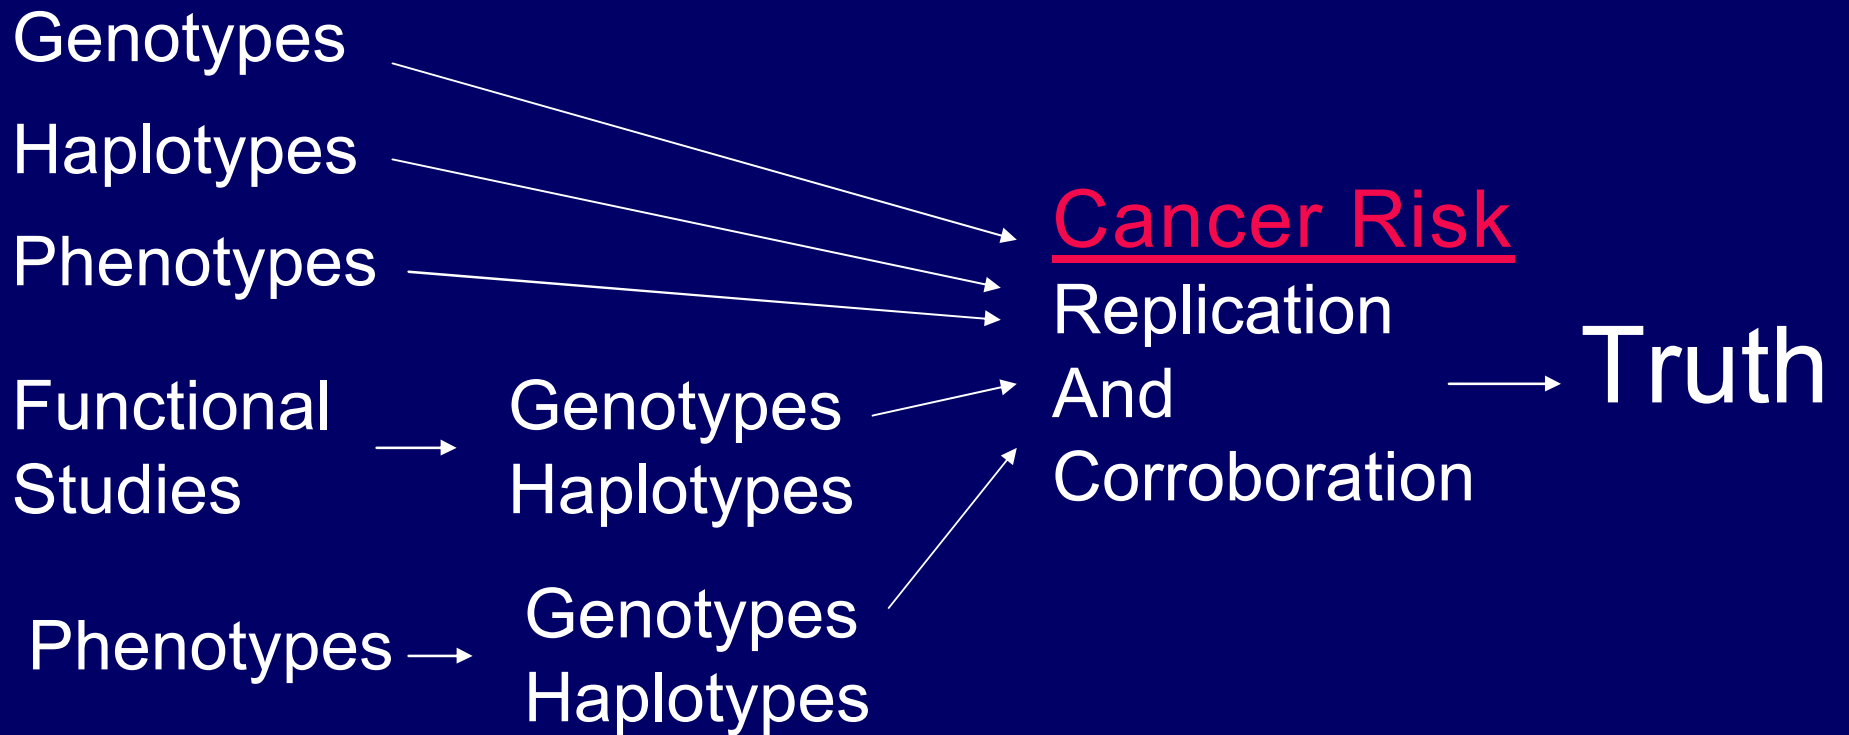 Genotypes
Haplotypes
Phenotypes
Functional
Studies
Genotypes
Haplotypes
Phenotypes
Genotypes
Haplotypes
Cancer Risk
Replication
And
Corroboration
Truth